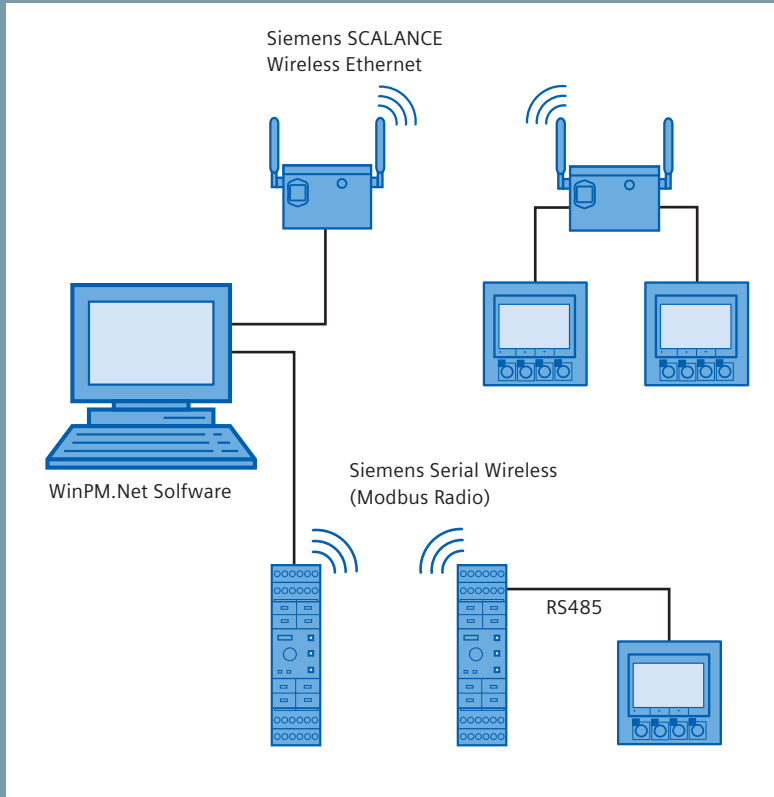 Siemens SCALANCE
Wireless Ethernet
WinPM.Net Solfware
Siemens Serial Wireless
(Modbus Radio)
RS485